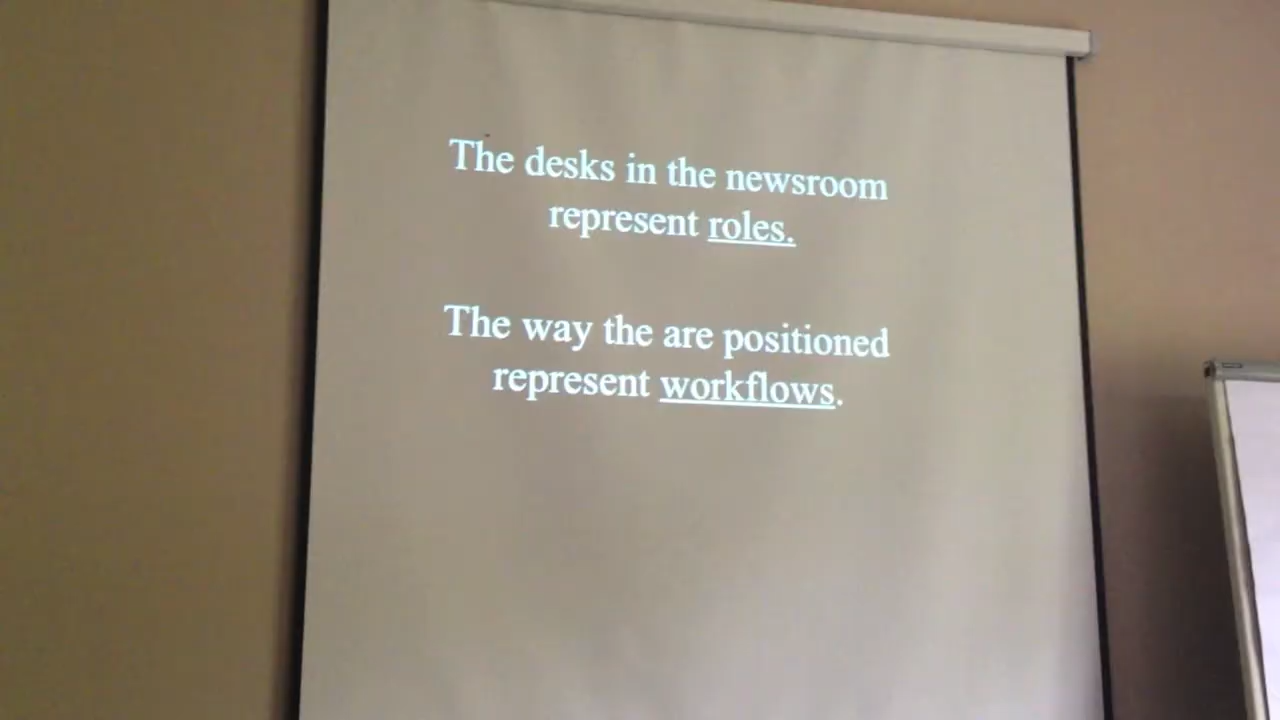 The desks in the newsroom
represent roles.
The way the are positioned
represent workflows.